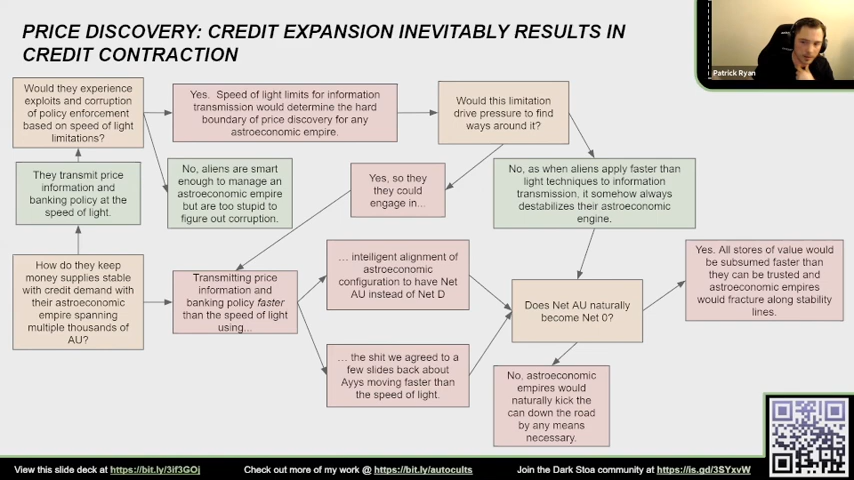 PRICE DISCOVERY: CREDIT EXPANSION INEVITABLY RESULTS IN
CREDIT CONTRACTION
Patrick Ryan
Would they experience
exploits and corruption
of policy enforcement
based on speed of light
limitations?
Yes. Speed of light limits for information
transmission would determine the hard
boundary of price discovery for any
astroeconomic empire.
Would this limitation
drive pressure to find
ways around it?
They transmit price
information and
banking policy at the
speed of light.
No, aliens are smart
enough to manage an
astroeconomic empire
but are too stupid to
figure out corruption.
Yes, so they
they could
engage in...
No, as when aliens apply faster than
light techniques to information
transmission, it somehow always
destabilizes their astroeconomic
engine.
How do they keep
money supplies stable
with credit demand with
their astroeconomic
empire spanning
multiple thousands of
AU?
Transmitting price
information and
banking policy faster
than the speed of light
using...
... intelligent alignment of
astroeconomic
configuration to have Net
AU instead of Net D
... the shit we agreed to a
few slides back about
Ayys moving faster than
the speed of light.
Does Net AU naturally
become Net 0?
Yes. All stores of value would
be subsumed faster than
they can be trusted and
astroeconomic empires
would fracture along stability
lines.
No, astroeconomic
empires would
naturally kick the
can down the road
by any means
necessary.
View this slide deck at https://bit.ly/3if3GOj
Check out more of my work @ https://bit.ly/autocults
Join the Dark Stoa community at https://is.gd/3SYxvW